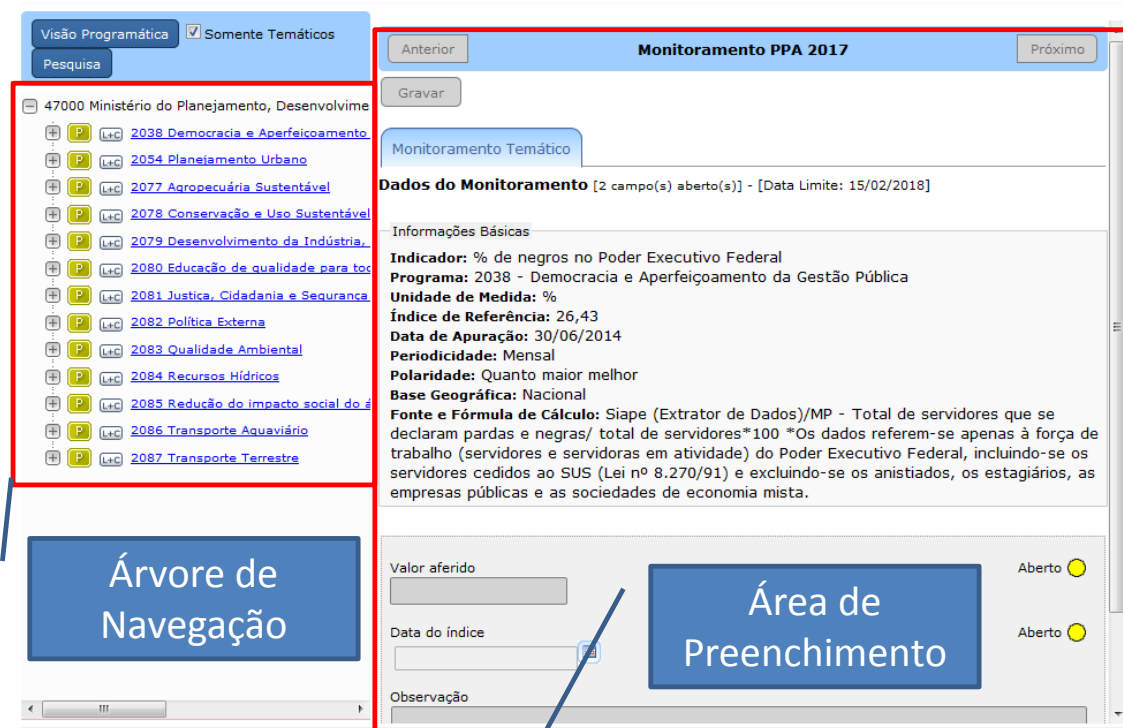 Visão Programática
Somente Temáticos
Pesquisa
47000 Ministério do Planejamento, Desenvolvime
P L+C 2038 Democracia e Aperfeiçoamento
P L+C 2054 Planejamento Urbano
P L+C 2077 Agropecuária Sustentável
P L+C 2078 Conservação e Uso Sustentável
P L+C 2079 Desenvolvimento da Indústria,
P L+C 2080 Educação de qualidade para tod
P L+C 2081 Justiça, Cidadania e Segurança
P L+C 2082 Política Externa
P L+C 2083 Qualidade Ambiental
P L+C 2084 Recursos Hídricos
P L+C 2085 Redução do impacto social do á
P L+C 2086 Transporte Aquaviário
P L+C 2087 Transporte Terrestre
Árvore de
Navegação
Anterior
Monitoramento PPA 2017
Próximo
Gravar
Monitoramento Temático
Dados do Monitoramento [2 campo(s) aberto(s)] - [Data Limite: 15/02/2018]
Informações Básicas
Indicador: % de negros no Poder Executivo Federal
Programa: 2038 - Democracia e Aperfeiçoamento da Gestão Pública
Unidade de Medida: %
Índice de Referência: 26,43
Data de Apuração: 30/06/2014
Periodicidade: Mensal
Polaridade: Quanto maior melhor
Base Geográfica: Nacional
Fonte e Fórmula de Cálculo: Siape (Extrator de Dados)/MP - Total de servidores que se
declaram pardas e negras/ total de servidores*100 *Os dados referem-se apenas à força de
trabalho (servidores e servidoras em atividade) do Poder Executivo Federal, incluindo-se os
servidores cedidos ao SUS (Lei nº 8.270/91) e excluindo-se os anistiados, os estagiários, as
empresas públicas e as sociedades de economia mista.
Valor aferido
Aberto
Data do índice
Aberto
Observação
Área de
Preenchimento